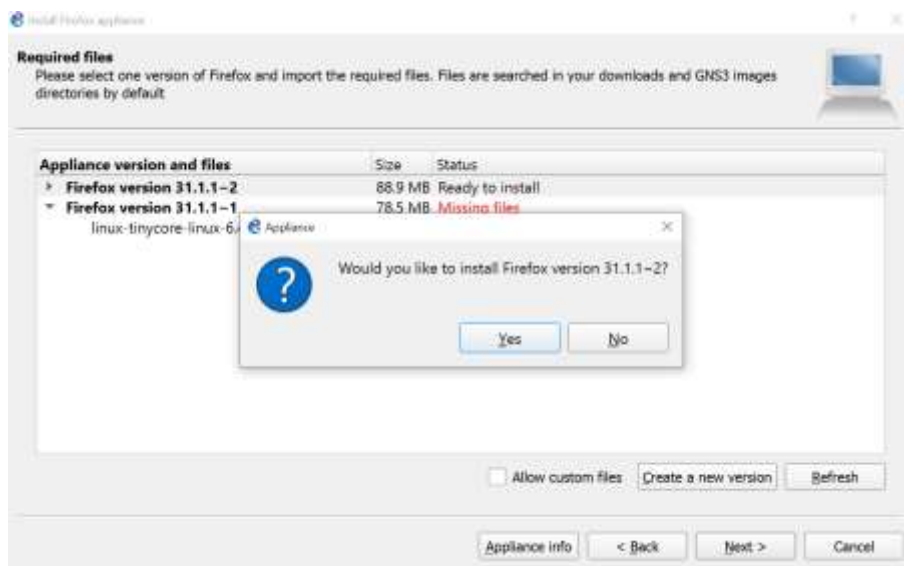 Install Firefox appliance
Required files
Please select one version of Firefox and import the required files. Files are searched in your downloads and GNS3 images
directories by default
Appliance version and files Size Status
Firefox version 31.1.1~2 88.9 MB Ready to install
Firefox version 31.1.1~1 78.5 MB Missing files
linux-tinycore-linux-6.
Appliance
Would you like to install Firefox version 31.1.1~2?
Yes No
Allow custom files Create a new version Refresh
Appliance info < Back Next > Cancel